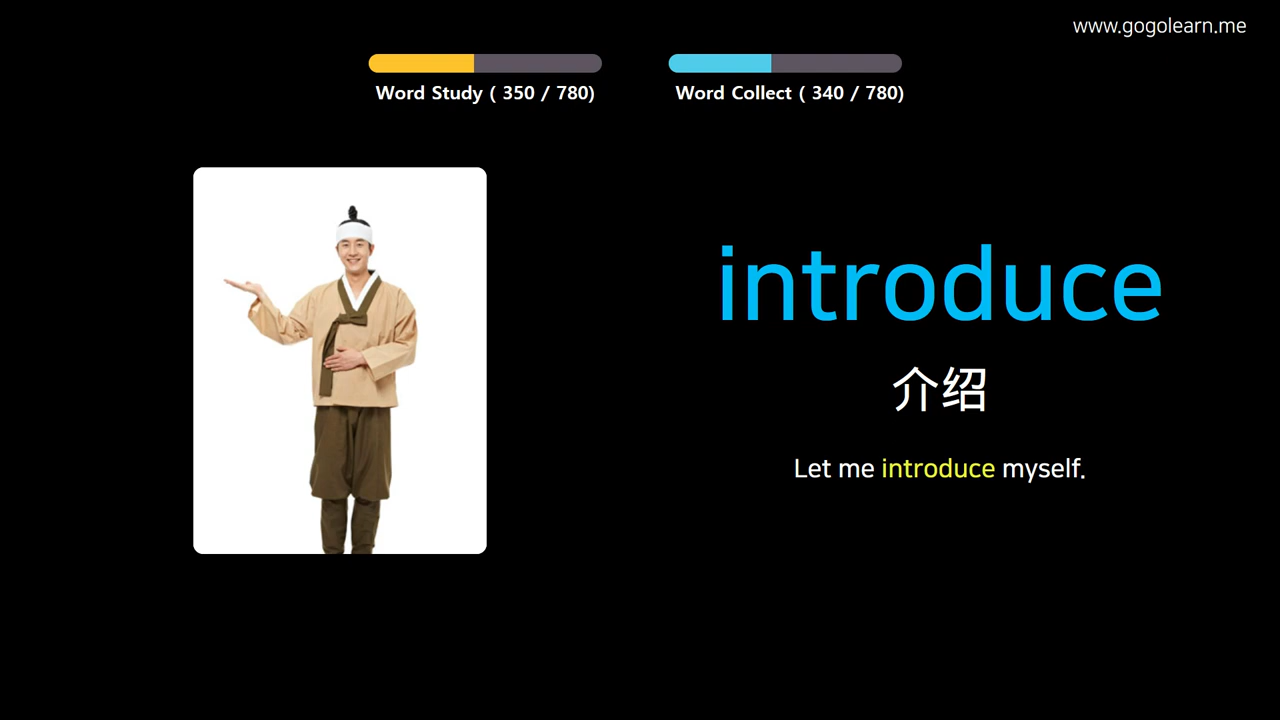 www.gogolearn.me
Word Study ( 350 / 780)
Word Collect ( 340 / 780)
introduce
介绍
Let me introduce myself.